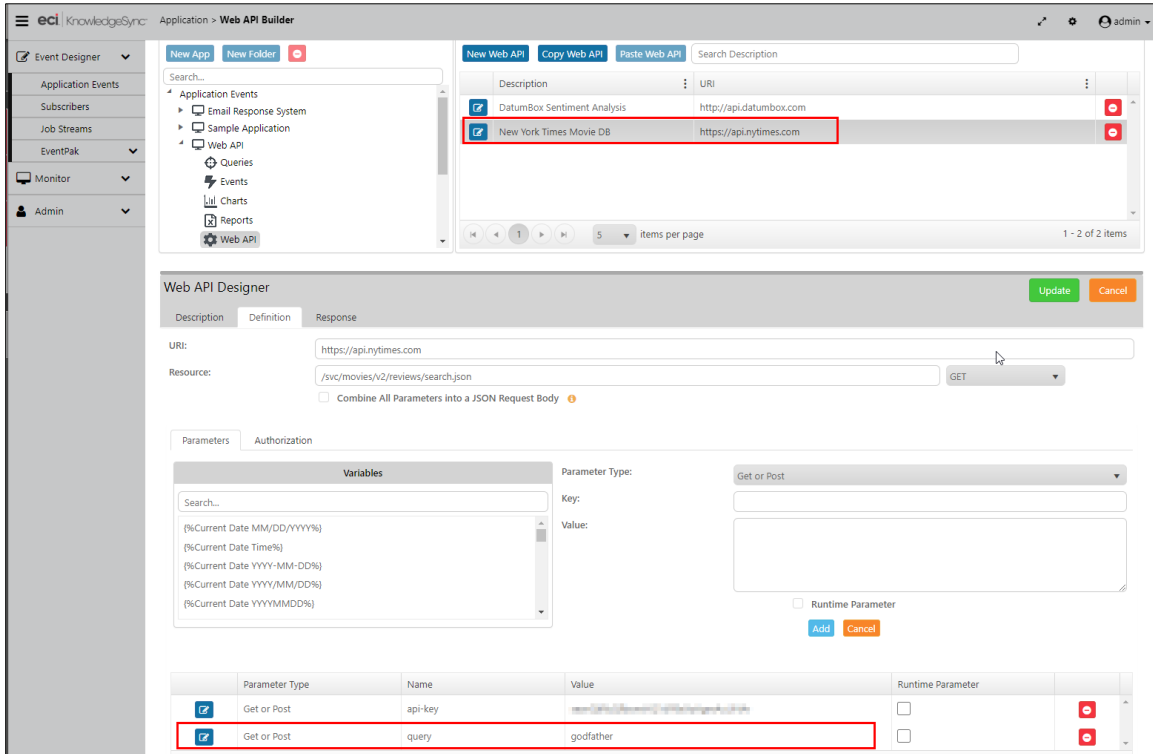 eci KnowledgeSync Application > Web API Builder admin
Event Designer
Application Events
Subscribers
Job Streams
EventPak
Monitor
Admin
New App New Folder
Search...
Application Events
Email Response System
Sample Application
Web API
Queries
Events
Charts
Reports
Web API
New Web API Copy Web API Paste Web API Search Description
Description URI
DatumBox Sentiment Analysis http://api.datumbox.com
New York Times Movie DB https://api.nytimes.com
1 5 items per page 1 - 2 of 2 items
Web API Designer Update Cancel
Description Definition Response
URI: https://api.nytimes.com
Resource: /svc/movies/v2/reviews/search.json GET
Combine All Parameters into a JSON Request Body
Parameters Authorization
Variables
Search...
{%Current Date MM/DD/YYYY%}
{%Current Date Time%}
{%Current Date YYYY-MM-DD%}
{%Current Date YYYY/MM/DD%}
{%Current Date YYYYMMDD%}
Parameter Type: Get or Post
Key:
Value:
Runtime Parameter
Add Cancel
Parameter Type Name Value Runtime Parameter
Get or Post api-key
Get or Post query godfather